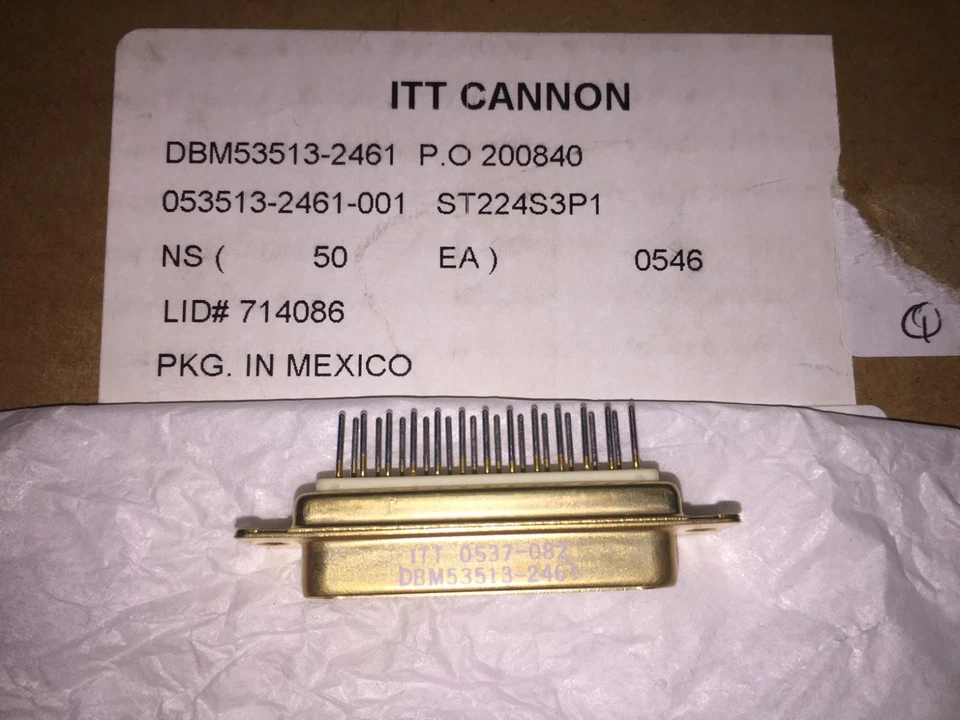 ITT CANNON
DBM53513-2461 P.O 200840
053513-2461-001 ST224S3P1
NS ( 50 EA ) 0546
LID# 714086
PKG. IN MEXICO
ITT 0537-082
DBM53513-2461